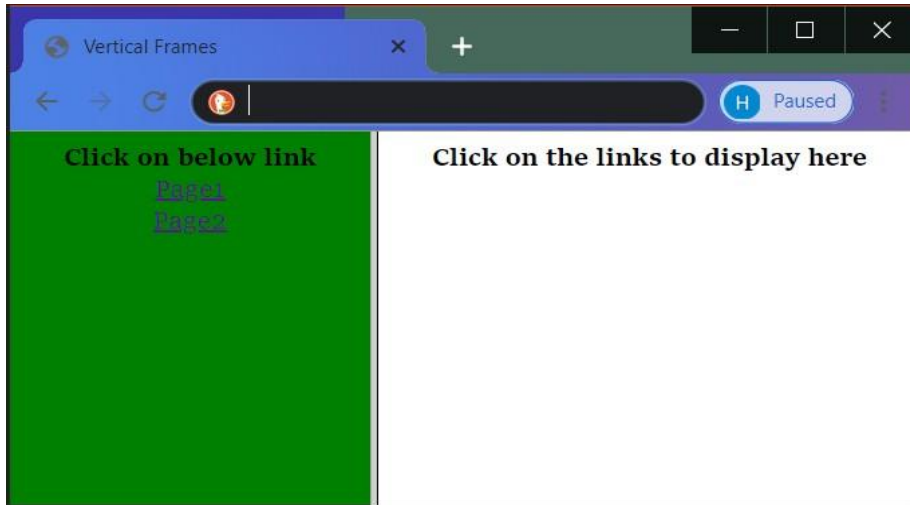 Vertical Frames
H Paused
Click on below link
Page1
Page2
Click on the links to display here